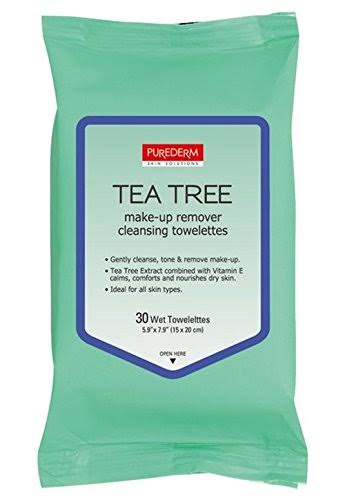 PUREDERM
SKIN SOLUTIONS
TEA TREE
make-up remover
cleansing towelettes
• Gently cleanse, tone & remove make-up.
• Tea Tree Extract combined with Vitamin E
calms, comforts and nourishes dry skin.
• Ideal for all skin types.
30 Wet Towelelttes
5.9" x 7.9" (15 x 20 cm)
OPEN HERE